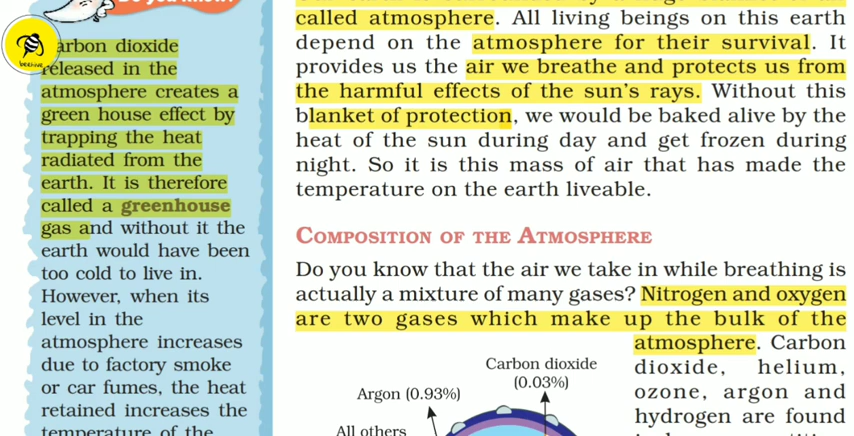 Do you know?
beehive
arbon dioxide
released in the
atmosphere creates a
green house effect by
trapping the heat
radiated from the
earth. It is therefore
called a greenhouse
gas and without it the
earth would have been
too cold to live in.
However, when its
level in the
atmosphere increases
due to factory smoke
or car fumes, the heat
retained increases the
temperature of the
called atmosphere. All living beings on this earth
depend on the atmosphere for their survival. It
provides us the air we breathe and protects us from
the harmful effects of the sun's rays. Without this
blanket of protection, we would be baked alive by the
heat of the sun during day and get frozen during
night. So it is this mass of air that has made the
temperature on the earth liveable.
COMPOSITION OF THE ATMOSPHERE
Do you know that the air we take in while breathing is
actually a mixture of many gases? Nitrogen and oxygen
are two gases which make up the bulk of the
atmosphere. Carbon
dioxide, helium,
ozone, argon and
hydrogen are found
Carbon dioxide
(0.03%)
Argon (0.93%)
All others